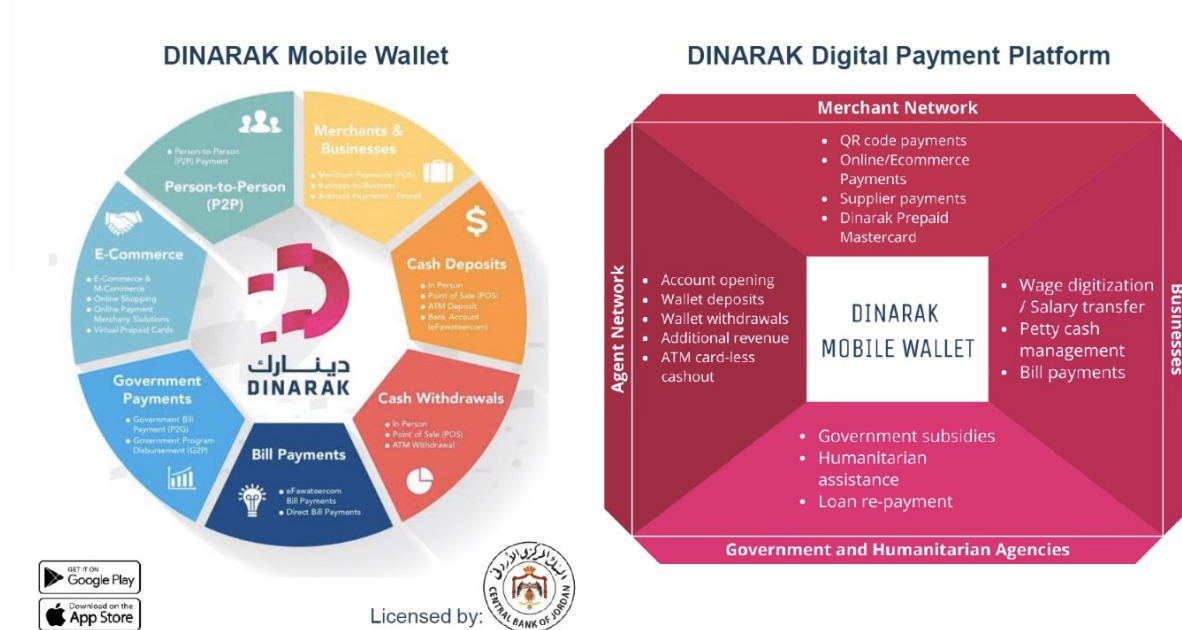 DINARAK Mobile Wallet
Person-to-Person
(P2P) Payment
Person-to-Person
(P2P)
Merchants &
Businesses
Merchant Payments (POS)
Business-to-Business
Business Payments / Payroll
Cash Deposits
In Person
Point of Sale (POS)
ATM Deposit
Bank Account
(eFawateercom)
Cash Withdrawals
In Person
Point of Sale (POS)
ATM Withdrawal
Bill Payments
eFawateercom
Bill Payments
Direct Bill Payments
Government
Payments
Government Bill
Payment (P2G)
Government Program
Disbursement (G2P)
E-Commerce
E-Commerce &
M-Commerce
Online Shopping
Online Payment
Merchany Slolutions
Virtual Prepaid Cards
دينارك
DINARAK
GET IT ON
Google Play
Download on the
App Store
Licensed by:
البنك المركزي الأردني
CENTRAL BANK OF JORDAN
DINARAK Digital Payment Platform
Merchant Network
• QR code payments
• Online/Ecommerce
Payments
• Supplier payments
• Dinarak Prepaid
Mastercard
Agent Network
• Account opening
• Wallet deposits
• Wallet withdrawals
• Additional revenue
• ATM card-less
cashout
DINARAK
MOBILE WALLET
• Wage digitization
/ Salary transfer
• Petty cash
management
• Bill payments
Businesses
• Government subsidies
• Humanitarian
assistance
• Loan re-payment
Government and Humanitarian Agencies